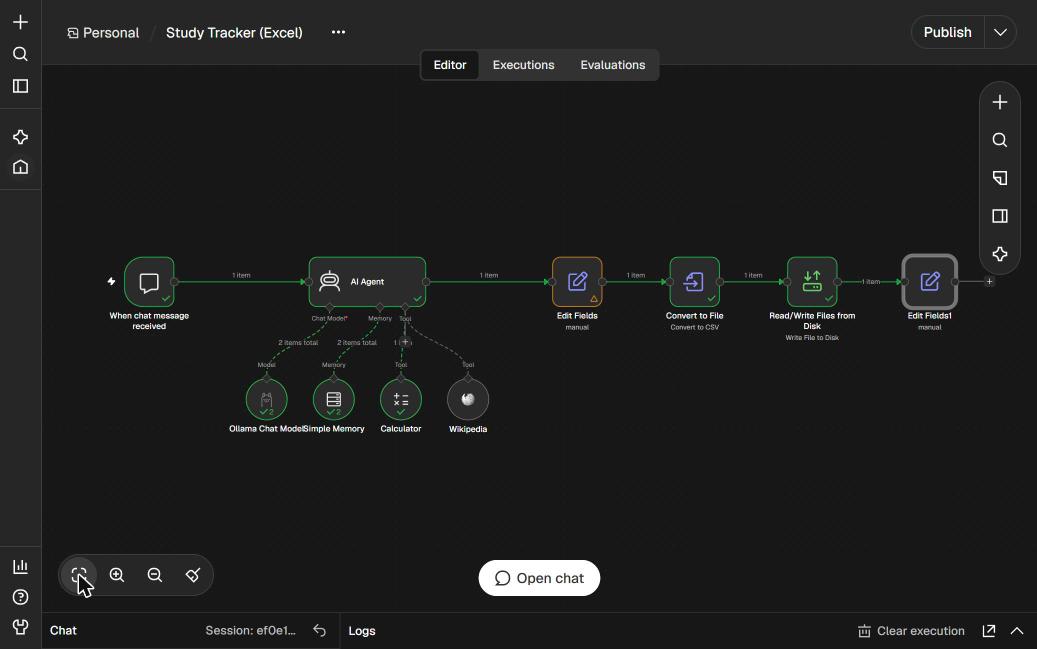 Personal / Study Tracker (Excel) ...
Publish
Editor Executions Evaluations
1 item
1 item
1 item
1 item
1 item
AI Agent
When chat message
received
Chat Model* Memory Tool
Edit Fields
manual
Convert to File
Convert to CSV
Read/Write Files from
Disk
Write File to Disk
Edit Fields1
manual
2 items total 2 items total 1
Model Memory Tool Tool
2 2
Ollama Chat Model Simple Memory Calculator Wikipedia
Open chat
Chat Session: ef0e1... Logs Clear execution